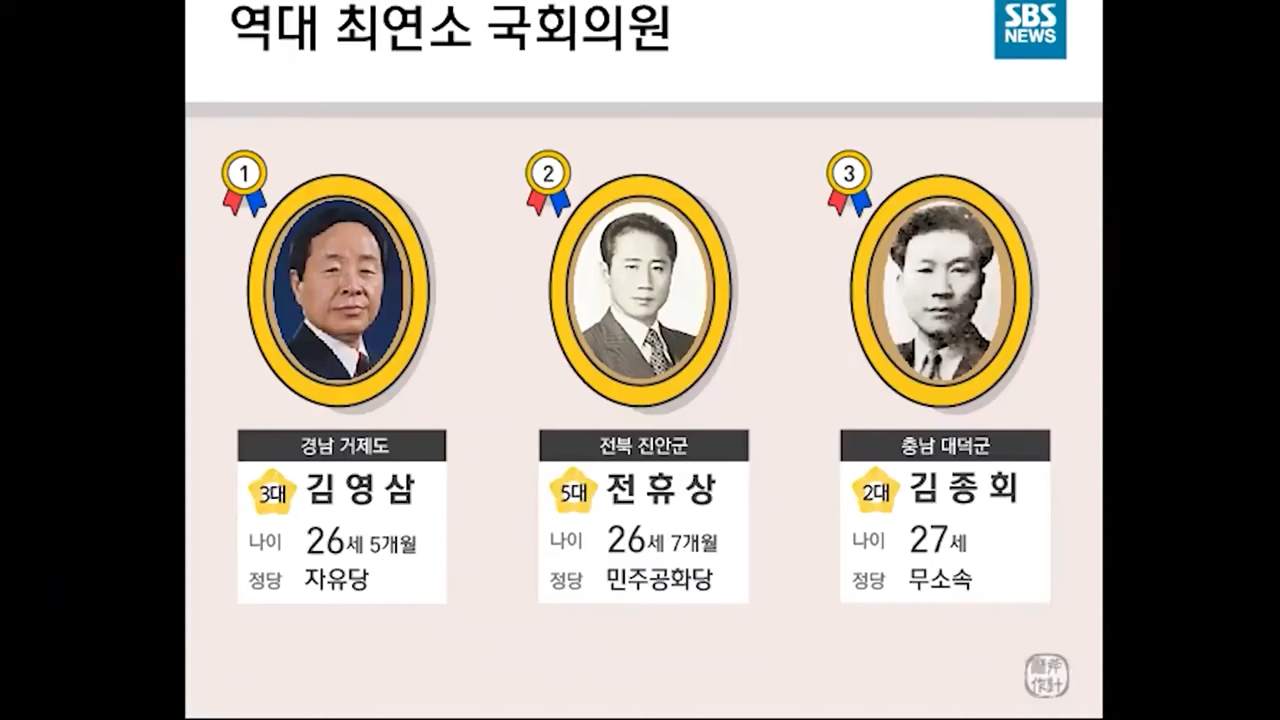 역대 최연소 국회의원
SBS
NEWS
1
2
3
경남 거제도
3대 김영삼
나이 26세 5개월
정당 자유당
전북 진안군
5대 전휴상
나이 26세 7개월
정당 민주공화당
충남 대덕군
2대 김종회
나이 27세
정당 무소속